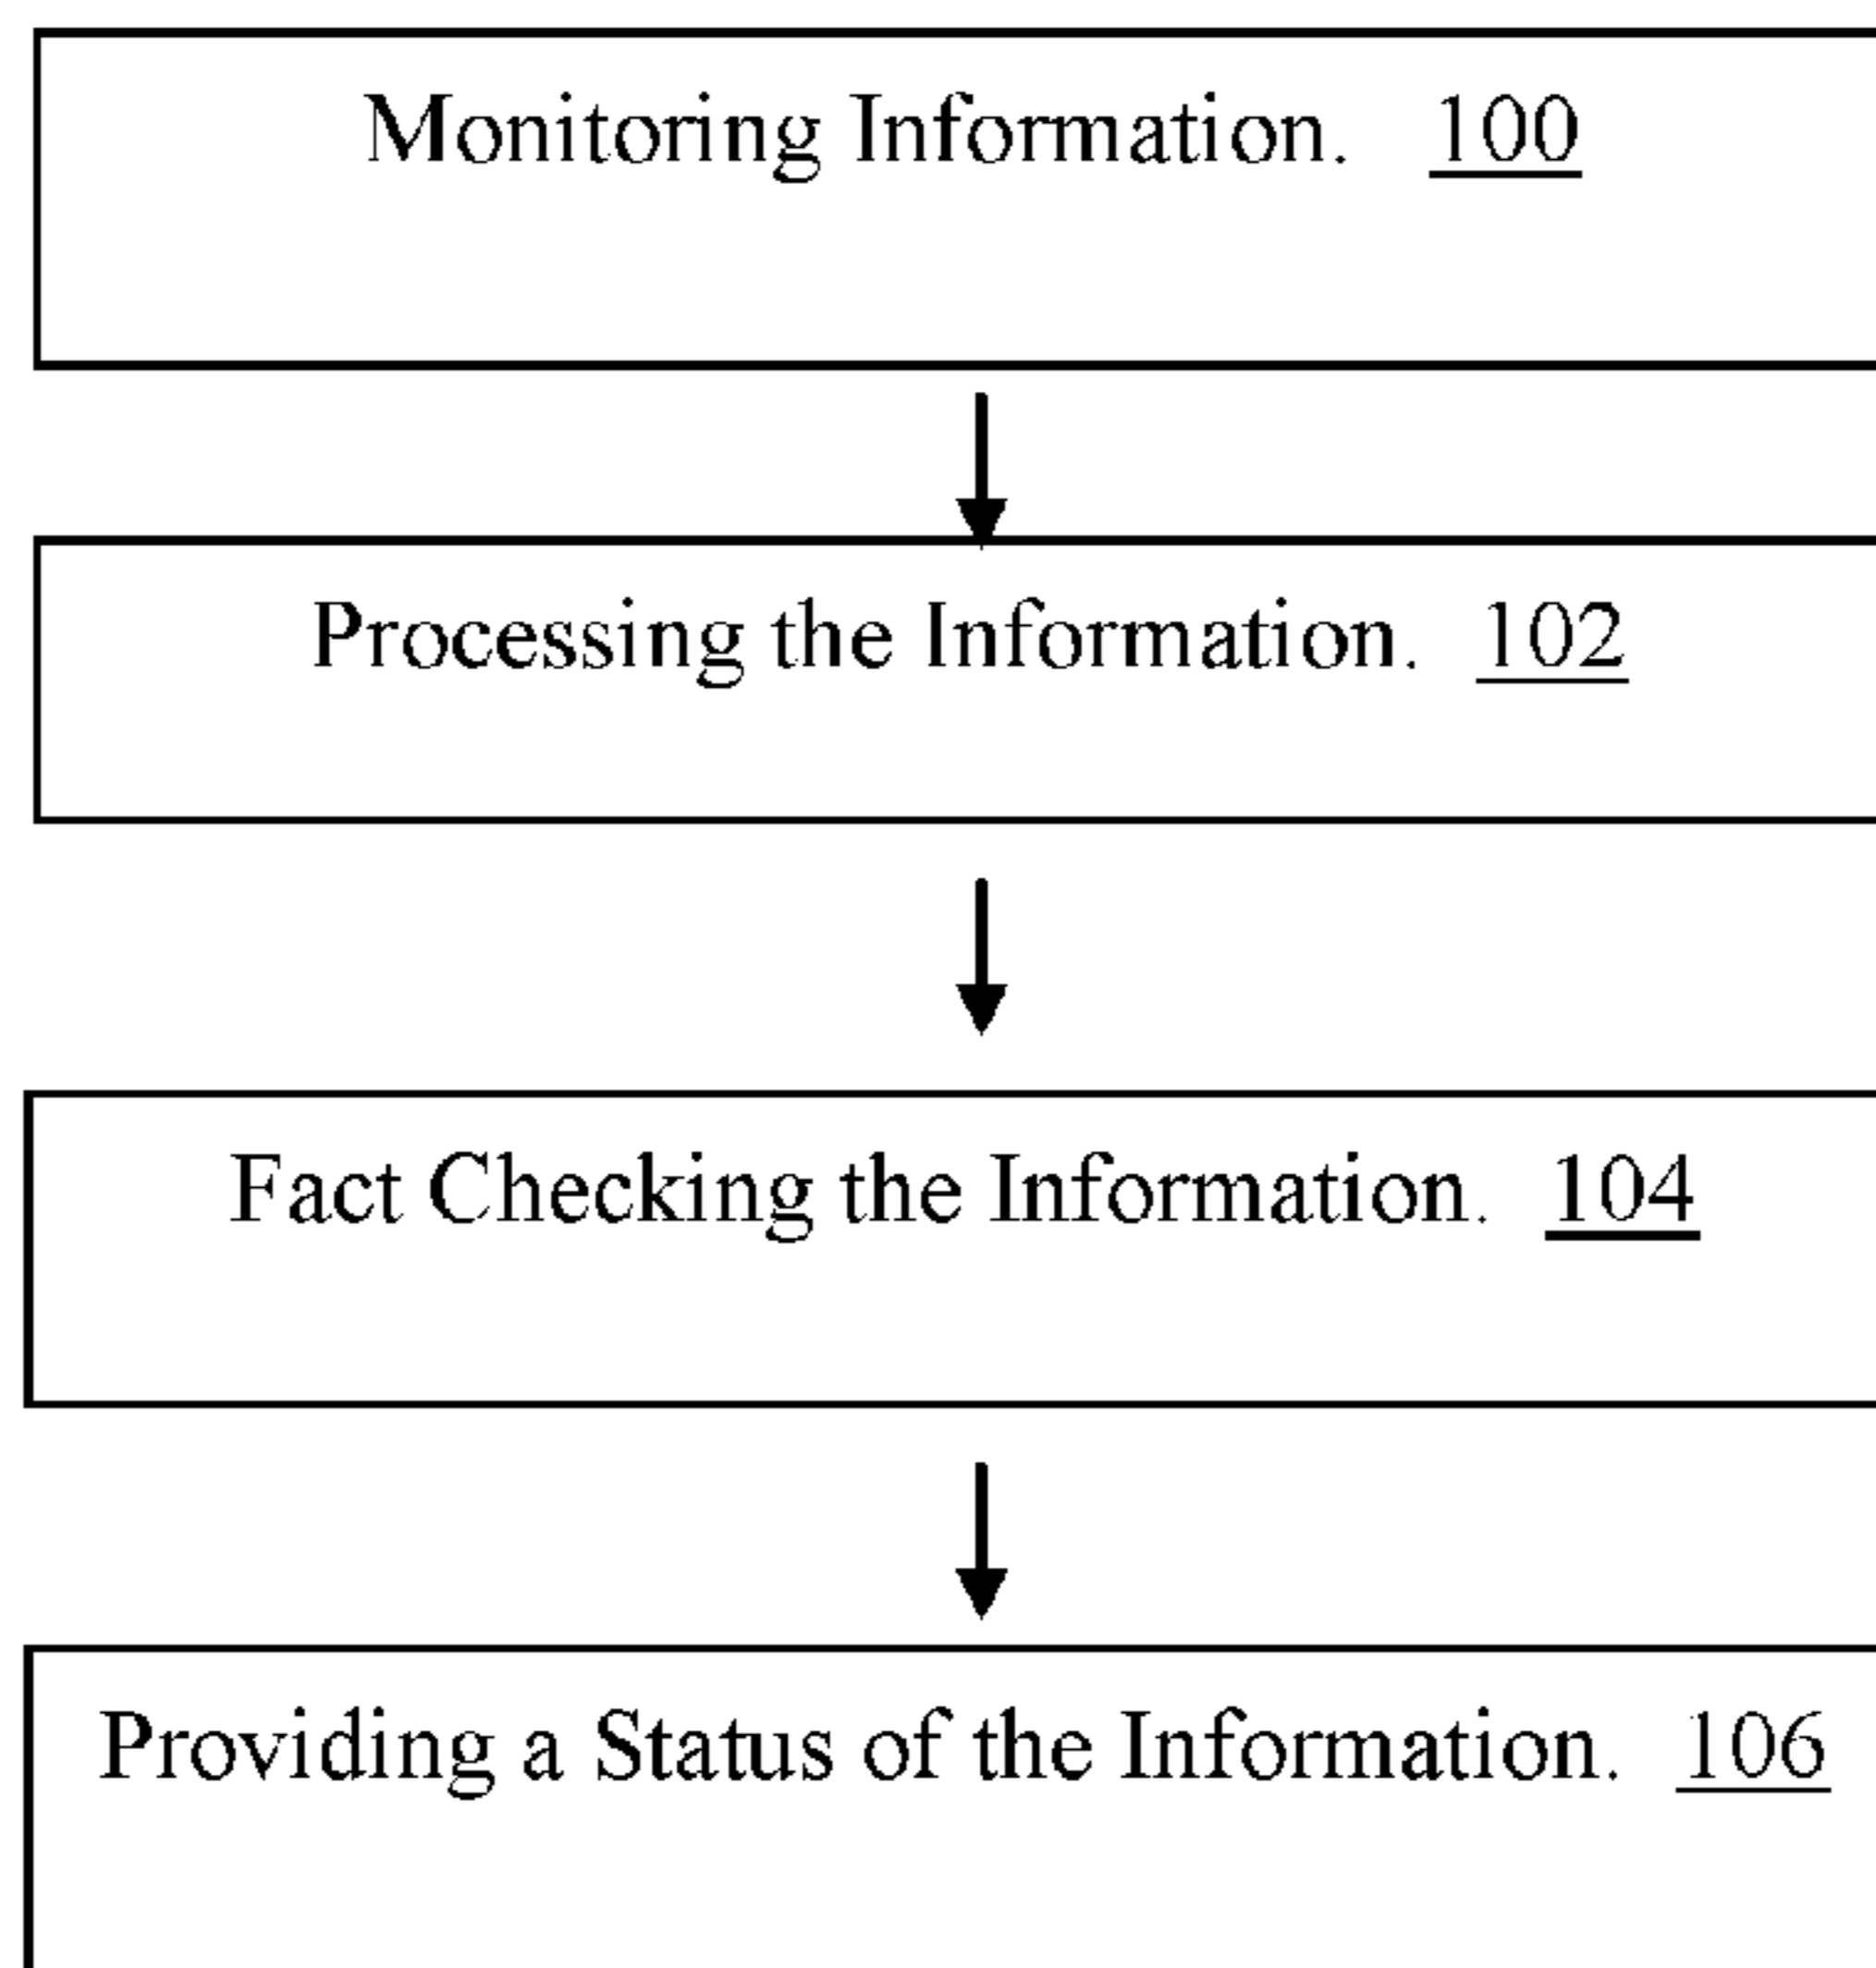 Monitoring Information. 100
Processing the Information. 102
Fact Checking the Information. 104
Providing a Status of the Information. 106